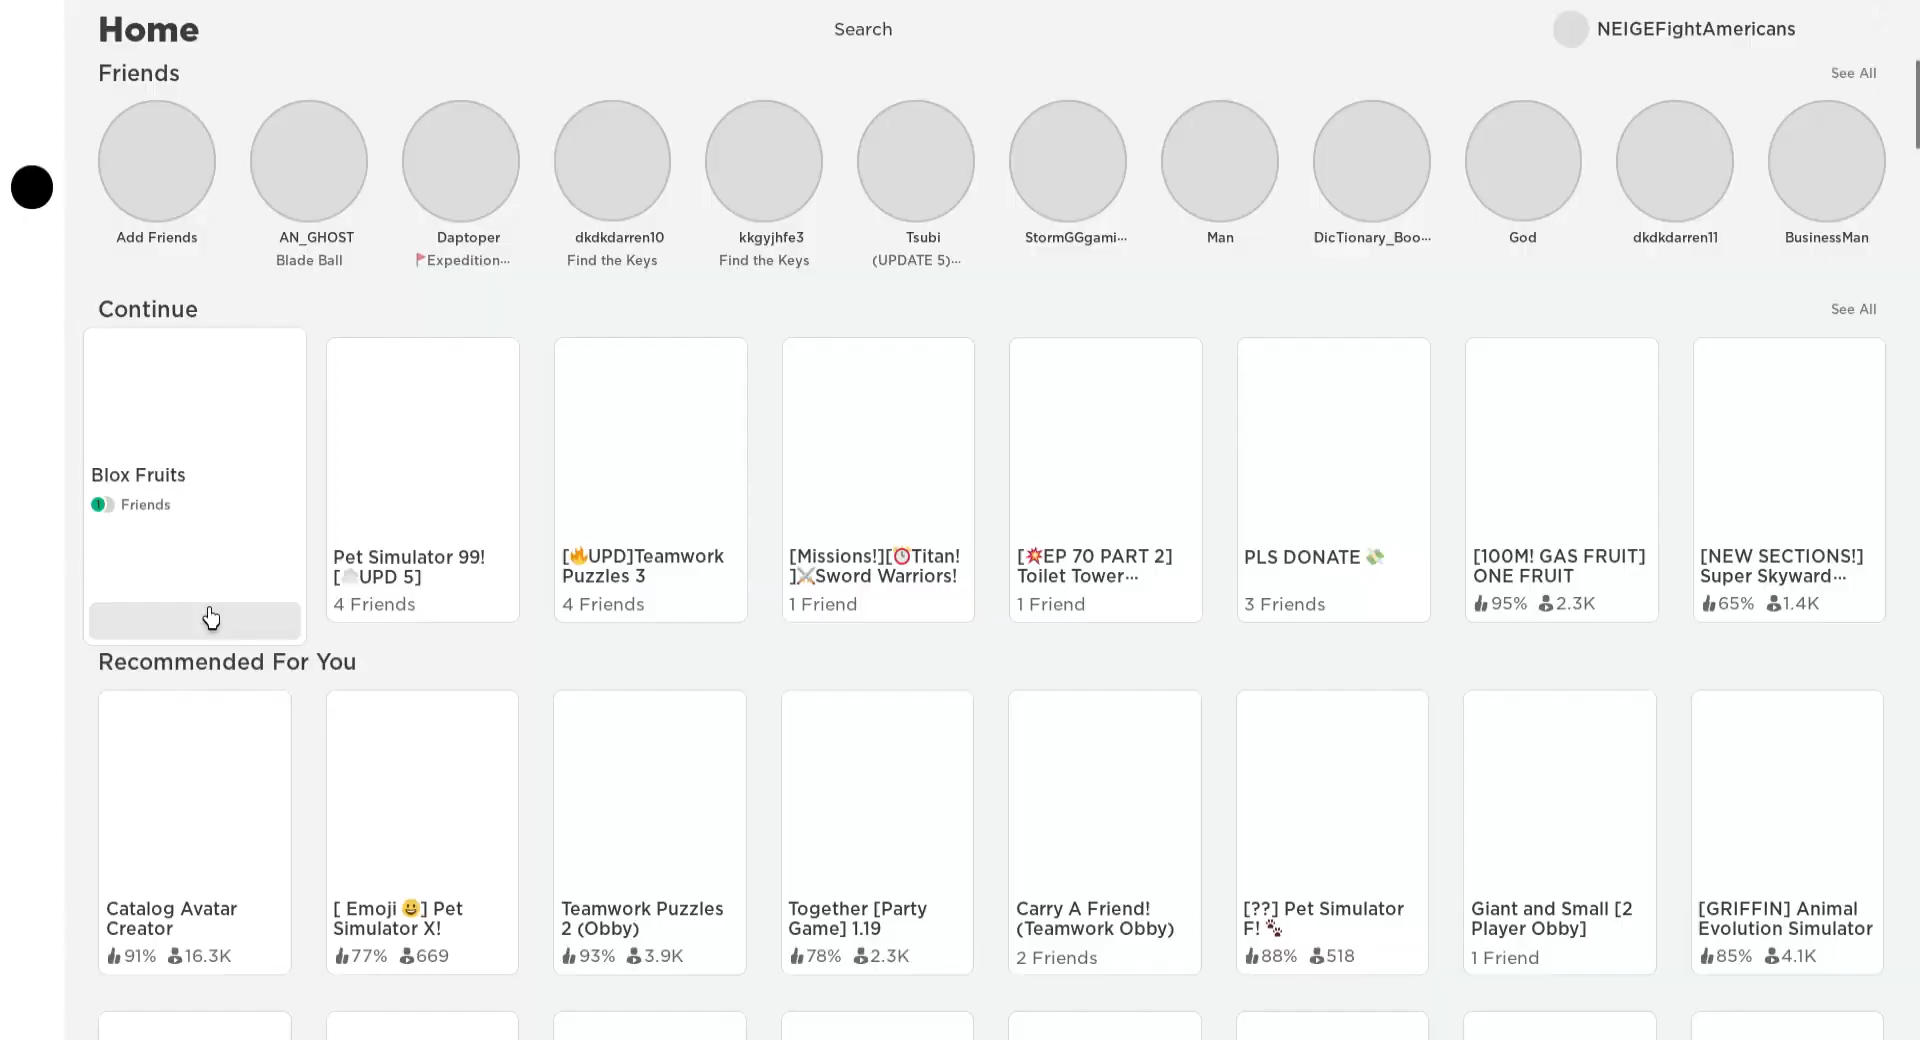 Home
Search
NEIGEFightAmericans
Friends
See All
Add Friends
AN_GHOST
Blade Ball
Daptoper
🚩Expedition···
dkdkdarren10
Find the Keys
kkgyjhfe3
Find the Keys
Tsubi
(UPDATE 5)···
StormGGgami···
Man
DicTionary_Boo···
God
dkdkdarren11
BusinessMan
Continue
See All
Blox Fruits
1 Friends
Pet Simulator 99!
[☁️UPD 5]
4 Friends
[🔥UPD]Teamwork
Puzzles 3
4 Friends
[Missions!][⏰Titan!
]⚔️Sword Warriors!
1 Friend
[💥EP 70 PART 2]
Toilet Tower···
1 Friend
PLS DONATE 💸
3 Friends
[100M! GAS FRUIT]
ONE FRUIT
95% 2.3K
[NEW SECTIONS!]
Super Skyward···
65% 1.4K
Recommended For You
Catalog Avatar
Creator
91% 16.3K
[ Emoji 😃] Pet
Simulator X!
77% 669
Teamwork Puzzles
2 (Obby)
93% 3.9K
Together [Party
Game] 1.19
78% 2.3K
Carry A Friend!
(Teamwork Obby)
2 Friends
[??] Pet Simulator
F! 🐾
88% 518
Giant and Small [2
Player Obby]
1 Friend
[GRIFFIN] Animal
Evolution Simulator
85% 4.1K